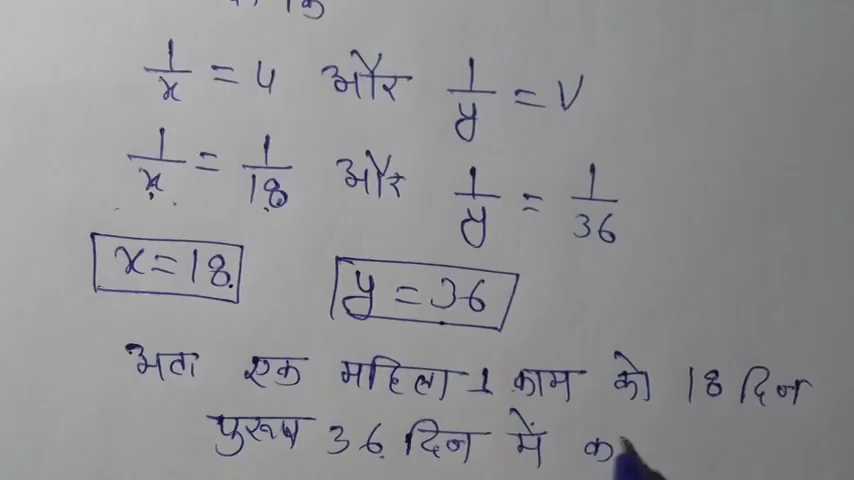 1/x = u और 1/y = v
1/x = 1/18 और 1/y = 1/36
x = 18 y = 36
अतः एक महिला 1 काम को 18 दिन
पुरूष 36 दिन में क